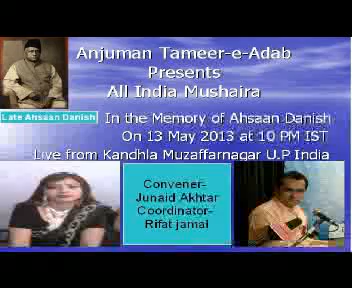 Anjuman Tameer-e-Adab
Presents
All India Mushaira
Late Ahsaan Danish
In the Memory of Ahsaan Danish
On 13 May 2013 at 10 PM IST
Live from Kandhla Muzaffarnagar U.P India
Convener-
Junaid Akhtar
Coordinator-
Rifat jamal